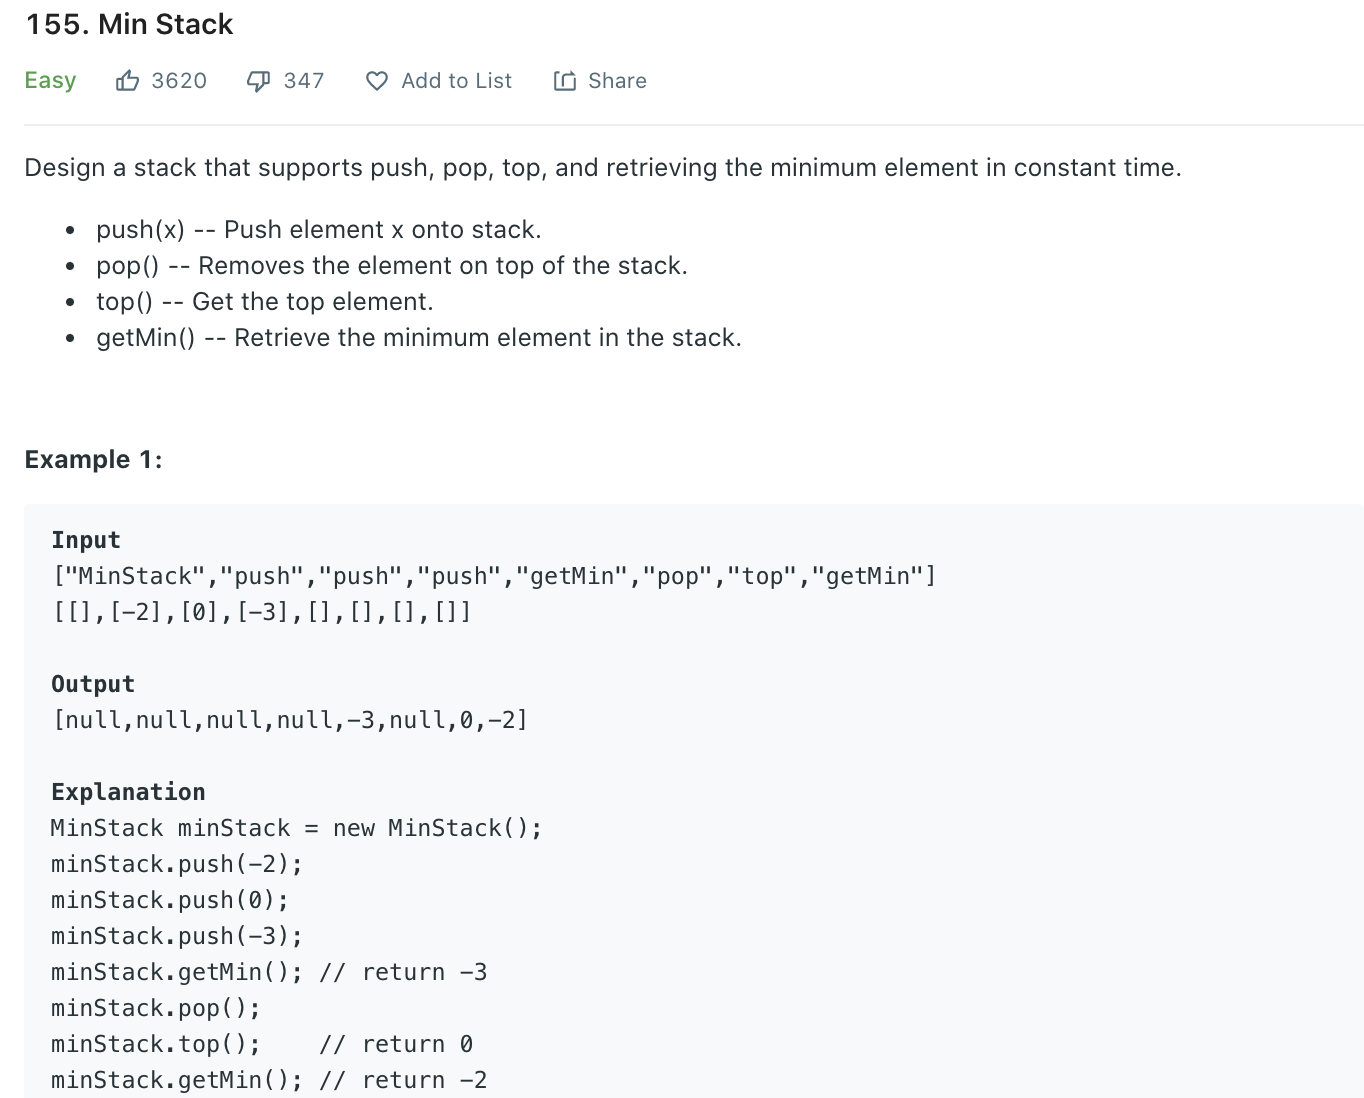 155. Min Stack
Easy 3620 347 Add to List Share
Design a stack that supports push, pop, top, and retrieving the minimum element in constant time.
• push(x) -- Push element x onto stack.
• pop() -- Removes the element on top of the stack.
• top() -- Get the top element.
• getMin() -- Retrieve the minimum element in the stack.
Example 1:
Input
["MinStack","push","push","push","getMin","pop","top","getMin"]
[[],[-2],[0],[-3],[],[],[],[]]
Output
[null,null,null,null,-3,null,0,-2]
Explanation
MinStack minStack = new MinStack();
minStack.push(-2);
minStack.push(0);
minStack.push(-3);
minStack.getMin(); // return -3
minStack.pop();
minStack.top();    // return 0
minStack.getMin(); // return -2